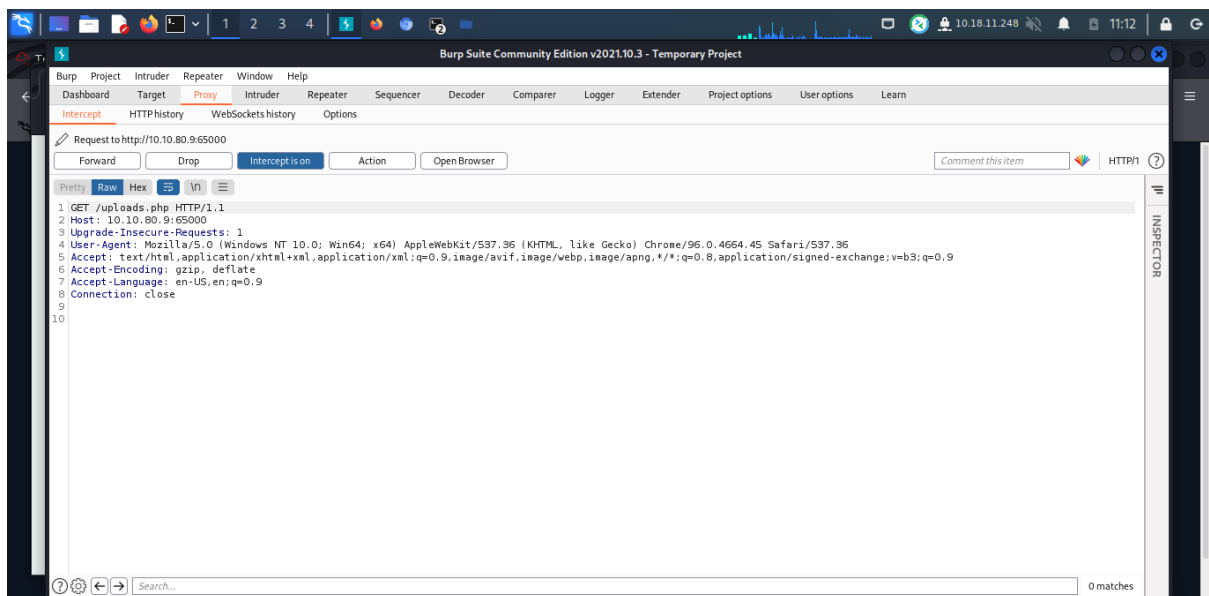 1 2 3 4 2 10.18.11.248 11:12
Burp Suite Community Edition v2021.10.3 - Temporary Project
Burp Project Intruder Repeater Window Help
Dashboard Target Proxy Intruder Repeater Sequencer Decoder Comparer Logger Extender Project options User options Learn
Intercept HTTP history WebSockets history Options
Request to http://10.10.80.9:65000
Forward Drop Intercept is on Action Open Browser Comment this item HTTP/1 ?
Pretty Raw Hex \n
1 GET /uploads.php HTTP/1.1
2 Host: 10.10.80.9:65000
3 Upgrade-Insecure-Requests: 1
4 User-Agent: Mozilla/5.0 (Windows NT 10.0; Win64; x64) AppleWebKit/537.36 (KHTML, like Gecko) Chrome/96.0.4664.45 Safari/537.36
5 Accept: text/html,application/xhtml+xml,application/xml;q=0.9,image/avif,image/webp,image/apng,*/*;q=0.8,application/signed-exchange;v=b3;q=0.9
6 Accept-Encoding: gzip, deflate
7 Accept-Language: en-US,en;q=0.9
8 Connection: close
9
10
INSPECTOR
? Search... 0 matches